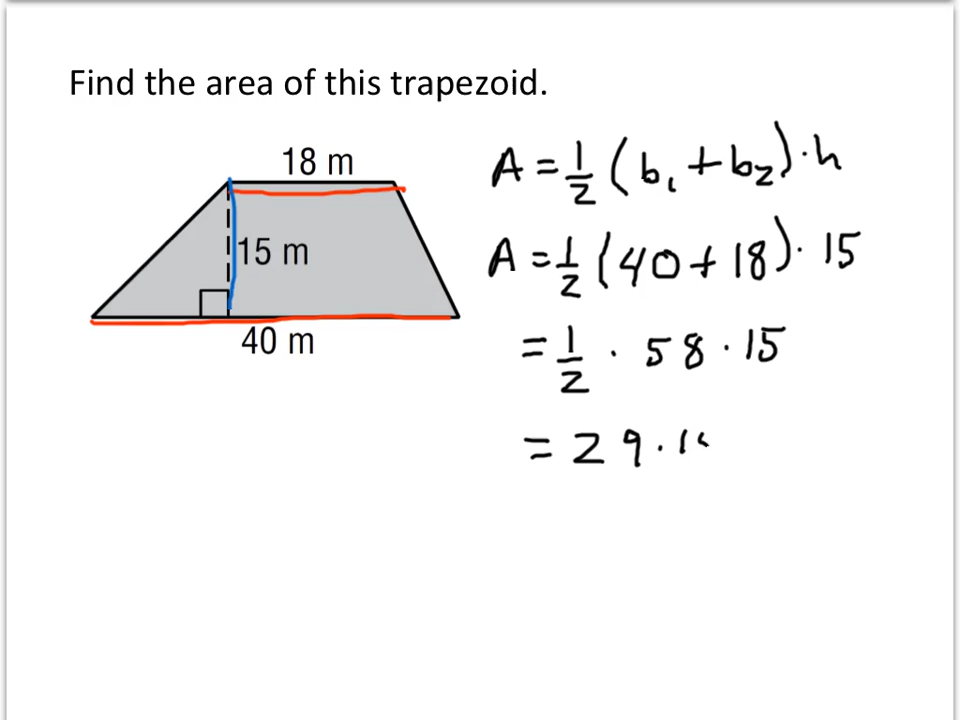 Find the area of this trapezoid.
18 m
15 m
40 m
A = 1/2 (b₁ + b₂) · h
A = 1/2 (40 + 18) · 15
= 1/2 · 58 · 15
= 29 ·